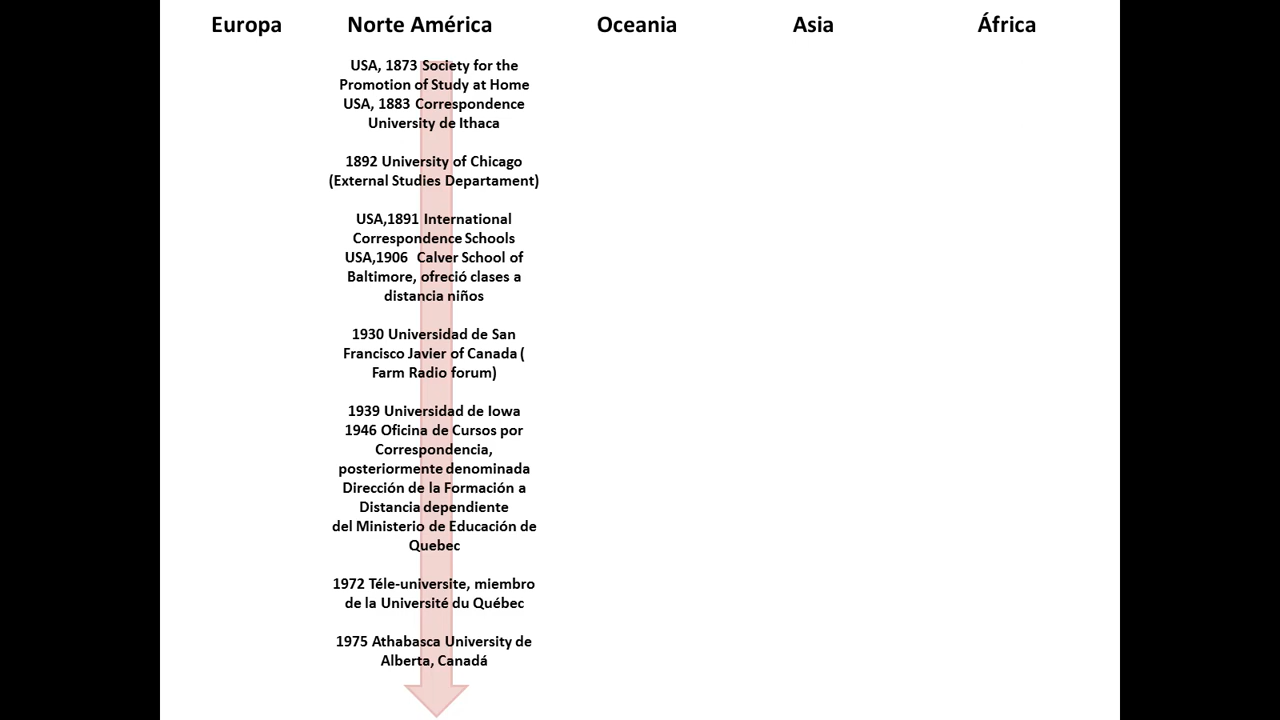 Europa Norte América Oceania Asia África
USA, 1873 Society for the
Promotion of Study at Home
USA, 1883 Correspondence
University de Ithaca
1892 University of Chicago
(External Studies Departament)
USA,1891 International
Correspondence Schools
USA,1906 Calver School of
Baltimore, ofreció clases a
distancia niños
1930 Universidad de San
Francisco Javier of Canada (
Farm Radio forum)
1939 Universidad de Iowa
1946 Oficina de Cursos por
Correspondencia,
posteriormente denominada
Dirección de la Formación a
Distancia dependiente
del Ministerio de Educación de
Quebec
1972 Téle-universite, miembro
de la Université du Québec
1975 Athabasca University de
Alberta, Canadá